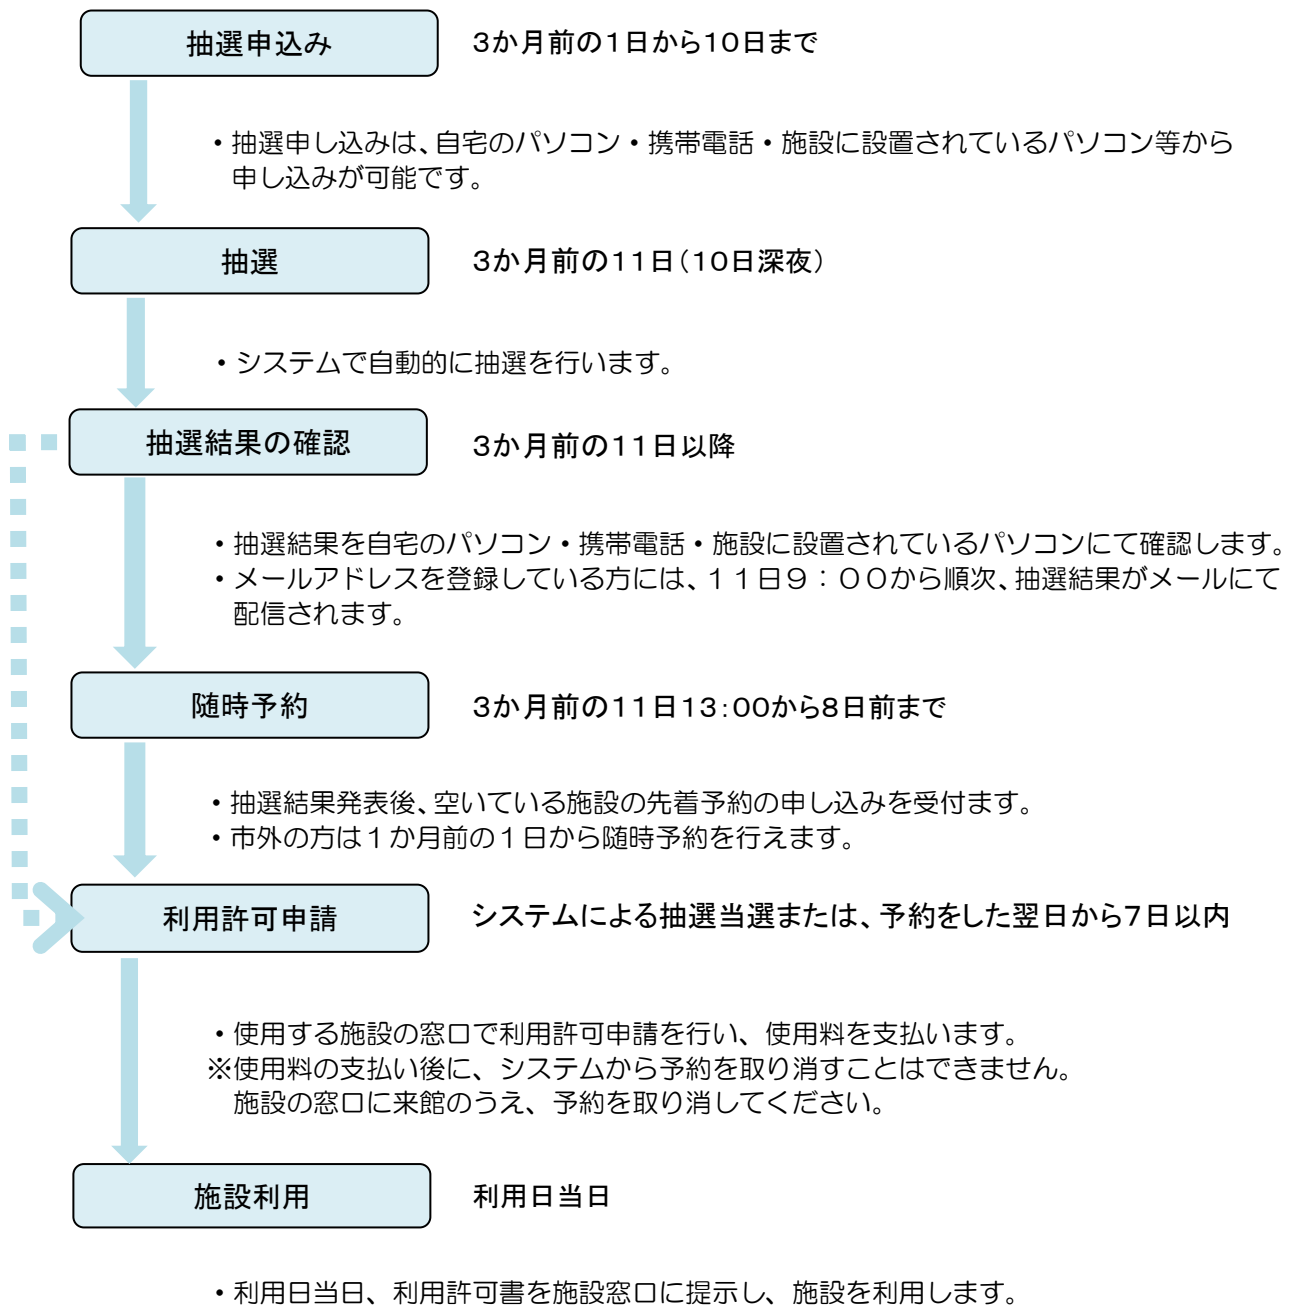 抽選申込み
3か月前の1日から10日まで
・抽選申し込みは、自宅のパソコン・携帯電話・施設に設置されているパソコン等から
申し込みが可能です。
抽選
3か月前の11日（10日深夜）
・システムで自動的に抽選を行います。
抽選結果の確認
3か月前の11日以降
・抽選結果を自宅のパソコン・携帯電話・施設に設置されているパソコンにて確認します。
・メールアドレスを登録している方には、１１日９：００から順次、抽選結果がメールにて
配信されます。
随時予約
3か月前の11日13:00から8日前まで
・抽選結果発表後、空いている施設の先着予約の申し込みを受付ます。
・市外の方は１か月前の１日から随時予約を行えます。
利用許可申請
システムによる抽選当選または、予約をした翌日から7日以内
・使用する施設の窓口で利用許可申請を行い、使用料を支払います。
※使用料の支払い後に、システムから予約を取り消すことはできません。
施設の窓口に来館のうえ、予約を取り消してください。
施設利用
利用日当日
・利用日当日、利用許可書を施設窓口に提示し、施設を利用します。